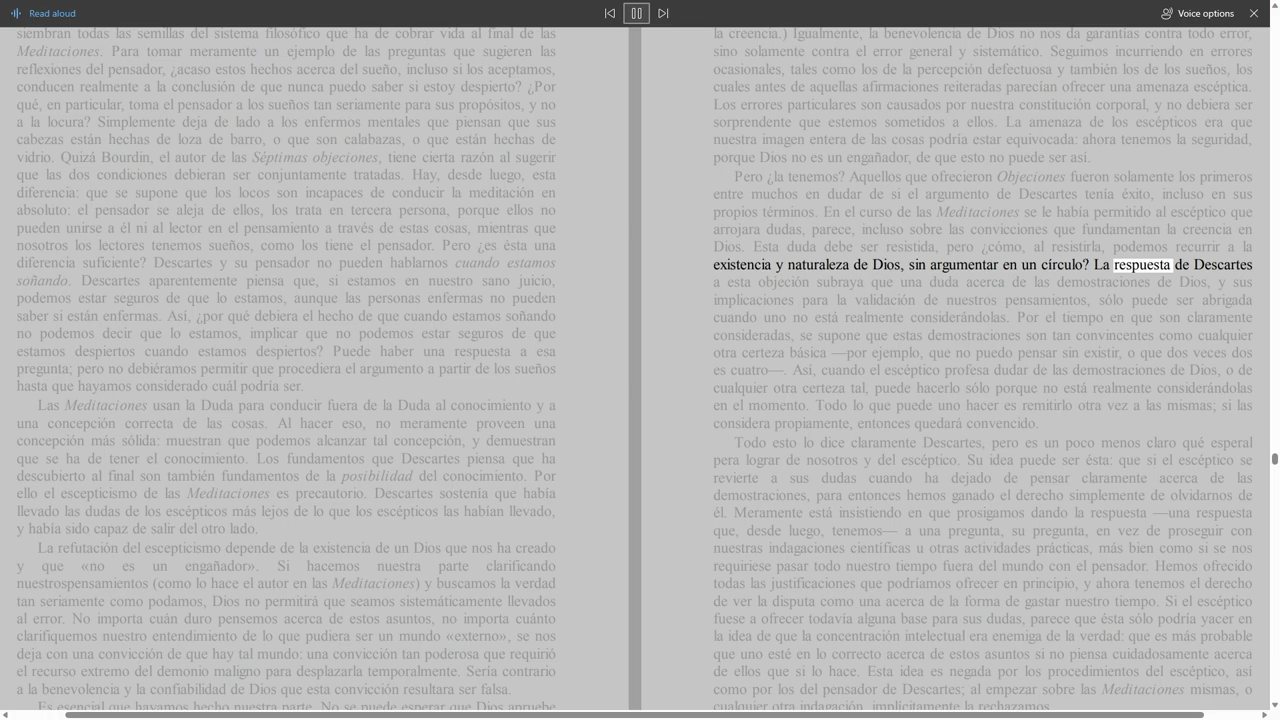 Read aloud
Voice options
siembran todas las semillas del sistema filosófico que ha de cobrar vida al final de las
Meditaciones. Para tomar meramente un ejemplo de las preguntas que sugieren las
reflexiones del pensador, ¿acaso estos hechos acerca del sueño, incluso si los aceptamos,
conducen realmente a la conclusión de que nunca puedo saber si estoy despierto? ¿Por
qué, en particular, toma el pensador a los sueños tan seriamente para sus propósitos, y no
a la locura? Simplemente deja de lado a los enfermos mentales que piensan que sus
cabezas están hechas de loza de barro, o que son calabazas, o que están hechas de
vidrio. Quizá Bourdin, el autor de las Séptimas objeciones, tiene cierta razón al sugerir
que las dos condiciones debieran ser conjuntamente tratadas. Hay, desde luego, esta
diferencia: que se supone que los locos son incapaces de conducir la meditación en
absoluto: el pensador se aleja de ellos, los trata en tercera persona, porque ellos no
pueden unirse a él ni al lector en el pensamiento a través de estas cosas, mientras que
nosotros los lectores tenemos sueños, como los tiene el pensador. Pero ¿es ésta una
diferencia suficiente? Descartes y su pensador no pueden hablarnos cuando estamos
soñando. Descartes aparentemente piensa que, si estamos en nuestro sano juicio,
podemos estar seguros de que lo estamos, aunque las personas enfermas no pueden
saber si están enfermas. Así, ¿por qué debiera el hecho de que cuando estamos soñando
no podemos decir que lo estamos, implicar que no podemos estar seguros de que
estamos despiertos cuando estamos despiertos? Puede haber una respuesta a esa
pregunta; pero no debiéramos permitir que procediera el argumento a partir de los sueños
hasta que hayamos considerado cuál podría ser.
Las Meditaciones usan la Duda para conducir fuera de la Duda al conocimiento y a
una concepción correcta de las cosas. Al hacer eso, no meramente proveen una
concepción más sólida: muestran que podemos alcanzar tal concepción, y demuestran
que se ha de tener el conocimiento. Los fundamentos que Descartes piensa que ha
descubierto al final son también fundamentos de la posibilidad del conocimiento. Por
ello el escepticismo de las Meditaciones es precautorio. Descartes sostenía que había
llevado las dudas de los escépticos más lejos de lo que los escépticos las habían llevado,
y había sido capaz de salir del otro lado.
La refutación del escepticismo depende de la existencia de un Dios que nos ha creado
y que «no es un engañador». Si hacemos nuestra parte clarificando
nuestrospensamientos (como lo hace el autor en las Meditaciones) y buscamos la verdad
tan seriamente como podamos, Dios no permitirá que seamos sistemáticamente llevados
al error. No importa cuán duro pensemos acerca de estos asuntos, no importa cuánto
clarifiquemos nuestro entendimiento de lo que pudiera ser un mundo «externo», se nos
deja con una convicción de que hay tal mundo: una convicción tan poderosa que requirió
el recurso extremo del demonio maligno para desplazarla temporalmente. Sería contrario
a la benevolencia y la confiabilidad de Dios que esta convicción resultara ser falsa.
Es esencial que hayamos hecho nuestra parte. No se puede esperar que Dios apruebe
la creencia.) Igualmente, la benevolencia de Dios no nos da garantías contra todo error,
sino solamente contra el error general y sistemático. Seguimos incurriendo en errores
ocasionales, tales como los de la percepción defectuosa y también los de los sueños, los
cuales antes de aquellas afirmaciones reiteradas parecían ofrecer una amenaza escéptica.
Los errores particulares son causados por nuestra constitución corporal, y no debiera ser
sorprendente que estemos sometidos a ellos. La amenaza de los escépticos era que
nuestra imagen entera de las cosas podría estar equivocada: ahora tenemos la seguridad,
porque Dios no es un engañador, de que esto no puede ser así.
Pero ¿la tenemos? Aquellos que ofrecieron Objeciones fueron solamente los primeros
entre muchos en dudar de si el argumento de Descartes tenía éxito, incluso en sus
propios términos. En el curso de las Meditaciones se le había permitido al escéptico que
arrojara dudas, parece, incluso sobre las convicciones que fundamentan la creencia en
Dios. Esta duda debe ser resistida, pero ¿cómo, al resistirla, podemos recurrir a la
existencia y naturaleza de Dios, sin argumentar en un círculo? La respuesta de Descartes
a esta objeción subraya que una duda acerca de las demostraciones de Dios, y sus
implicaciones para la validación de nuestros pensamientos, sólo puede ser abrigada
cuando uno no está realmente considerándolas. Por el tiempo en que son claramente
consideradas, se supone que estas demostraciones son tan convincentes como cualquier
otra certeza básica —por ejemplo, que no puedo pensar sin existir, o que dos veces dos
es cuatro—. Así, cuando el escéptico profesa dudar de las demostraciones de Dios, o de
cualquier otra certeza tal, puede hacerlo sólo porque no está realmente considerándolas
en el momento. Todo lo que puede uno hacer es remitirlo otra vez a las mismas; si las
considera propiamente, entonces quedará convencido.
Todo esto lo dice claramente Descartes, pero es un poco menos claro qué esperal
pera lograr de nosotros y del escéptico. Su idea puede ser ésta: que si el escéptico se
revierte a sus dudas cuando ha dejado de pensar claramente acerca de las
demostraciones, para entonces hemos ganado el derecho simplemente de olvidarnos de
él. Meramente está insistiendo en que prosigamos dando la respuesta —una respuesta
que, desde luego, tenemos— a una pregunta, su pregunta, en vez de proseguir con
nuestras indagaciones científicas u otras actividades prácticas, más bien como si se nos
requiriese pasar todo nuestro tiempo fuera del mundo con el pensador. Hemos ofrecido
todas las justificaciones que podríamos ofrecer en principio, y ahora tenemos el derecho
de ver la disputa como una acerca de la forma de gastar nuestro tiempo. Si el escéptico
fuese a ofrecer todavía alguna base para sus dudas, parece que ésta sólo podría yacer en
la idea de que la concentración intelectual era enemiga de la verdad: que es más probable
que uno esté en lo correcto acerca de estos asuntos si no piensa cuidadosamente acerca
de ellos que si lo hace. Esta idea es negada por los procedimientos del escéptico, así
como por los del pensador de Descartes; al empezar sobre las Meditaciones mismas, o
cualquier otra indagación, implícitamente la rechazamos.